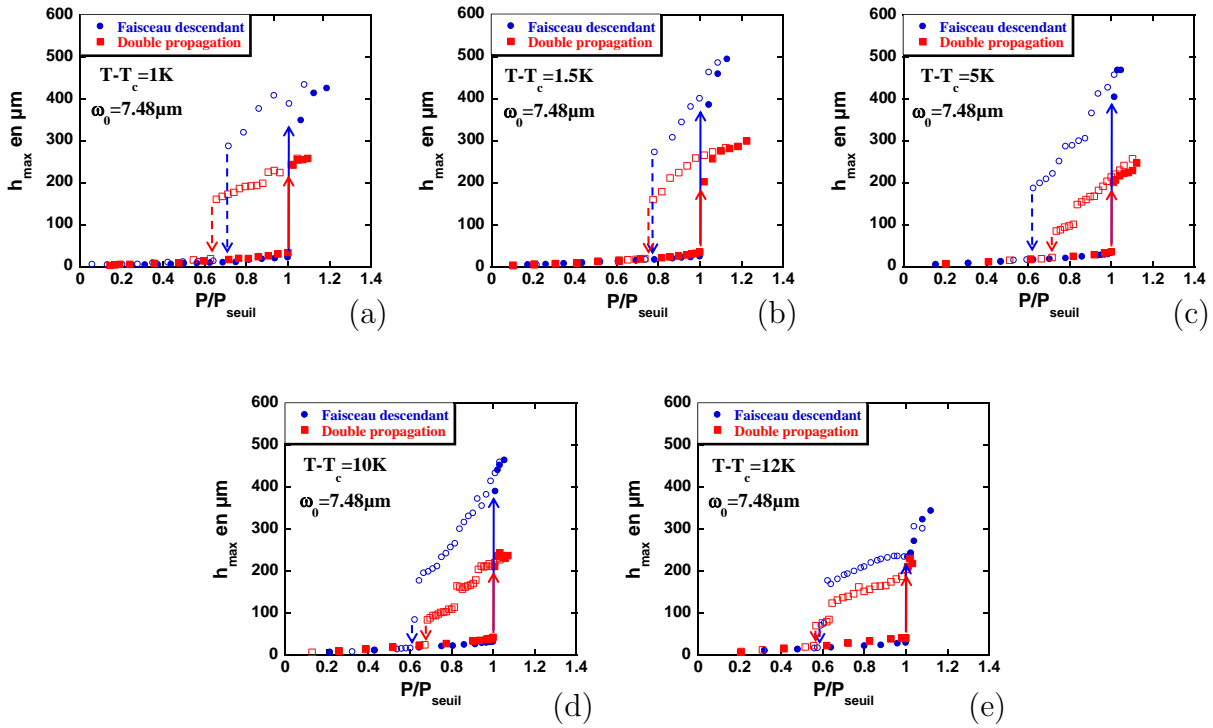 600
500
400
300
200
100
0
h_max en µm
Faisceau descendant
Double propagation
T-T_c=1K
ω_0=7.48µm
0 0.2 0.4 0.6 0.8 1 1.2 1.4
P/P_seuil
(a)
600
500
400
300
200
100
0
h_max en µm
Faisceau descendant
Double propagation
T-T_c=1.5K
ω_0=7.48µm
0 0.2 0.4 0.6 0.8 1 1.2 1.4
P/P_seuil
(b)
600
500
400
300
200
100
0
h_max en µm
Faisceau descendant
Double propagation
T-T_c=5K
ω_0=7.48µm
0 0.2 0.4 0.6 0.8 1 1.2 1.4
P/P_seuil
(c)
600
500
400
300
200
100
0
h_max en µm
Faisceau descendant
Double propagation
T-T_c=10K
ω_0=7.48µm
0 0.2 0.4 0.6 0.8 1 1.2 1.4
P/P_seuil
(d)
600
500
400
300
200
100
0
h_max en µm
Faisceau descendant
Double propagation
T-T_c=12K
ω_0=7.48µm
0 0.2 0.4 0.6 0.8 1 1.2 1.4
P/P_seuil
(e)